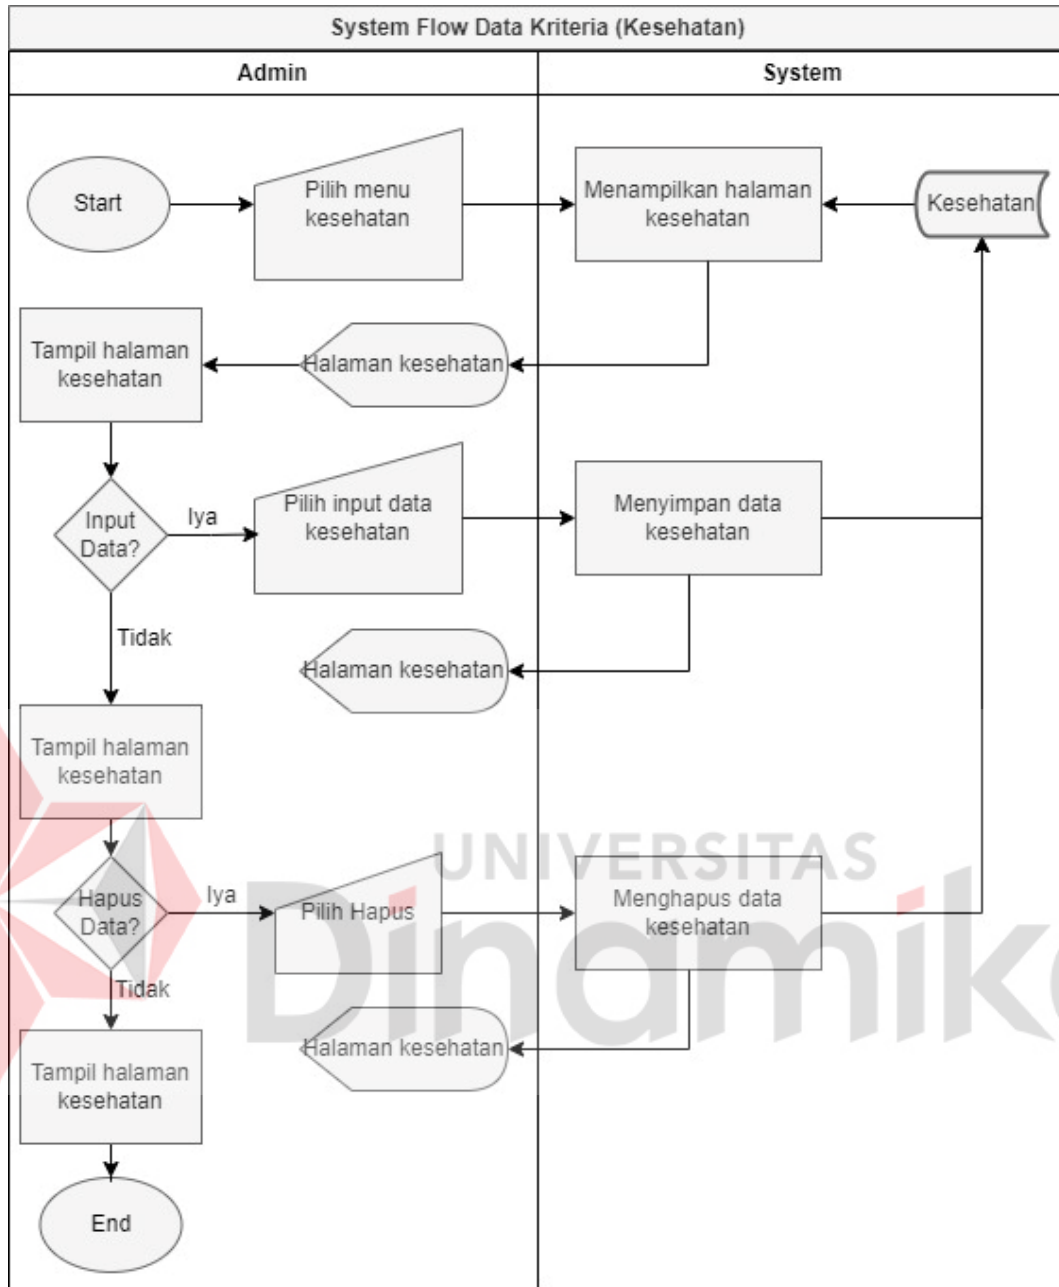 System Flow Data Kriteria (Kesehatan)
Admin
System
Start
Pilih menu
kesehatan
Menampilkan halaman
kesehatan
Kesehatan
Tampil halaman
kesehatan
Halaman kesehatan
Input
Data?
Iya
Pilih input data
kesehatan
Menyimpan data
kesehatan
Tidak
Halaman kesehatan
Tampil halaman
kesehatan
UNIVERSITAS
Dinamika
Hapus
Data?
Iya
Pilih Hapus
Menghapus data
kesehatan
Tidak
Halaman kesehatan
Tampil halaman
kesehatan
End